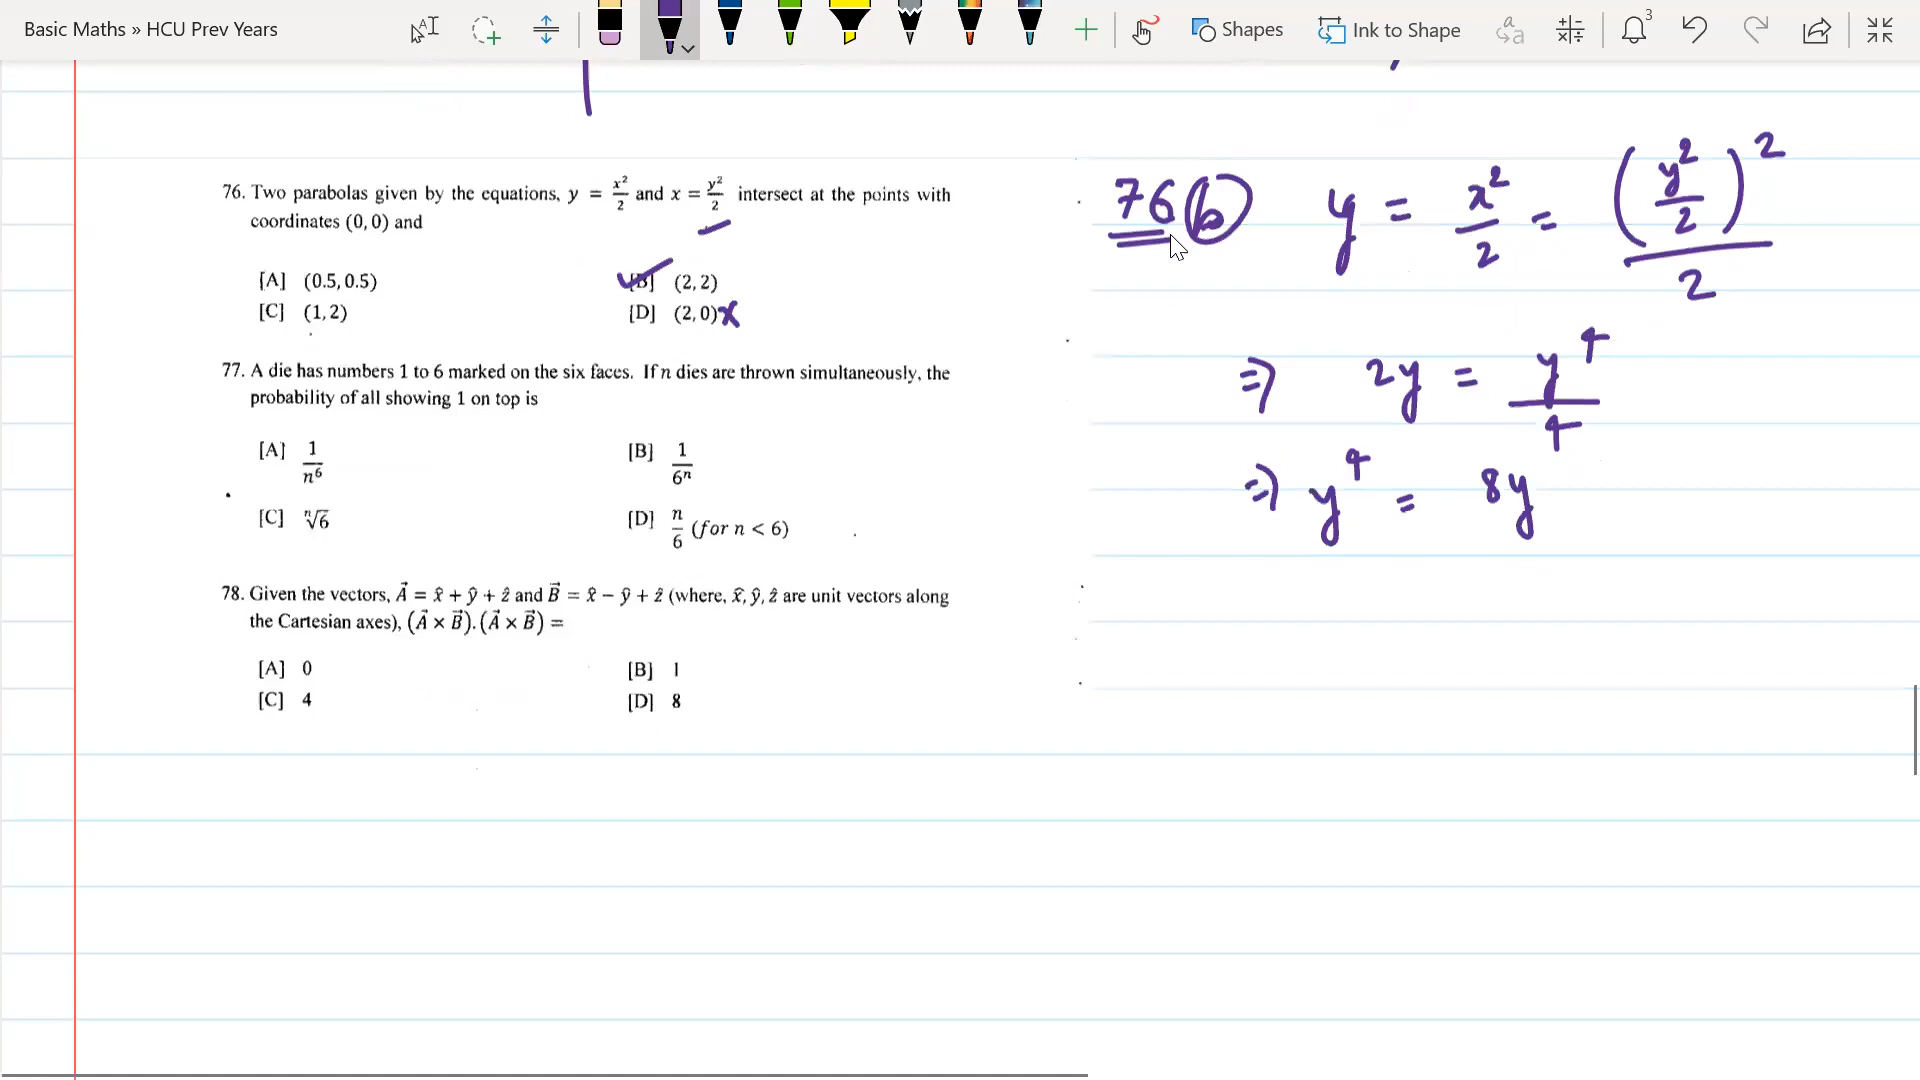 Basic Maths » HCU Prev Years
Shapes
Ink to Shape
3
76. Two parabolas given by the equations, y = x²/2 and x = y²/2 intersect at the points with
coordinates (0, 0) and
[A] (0.5, 0.5)
[B] (2, 2)
[C] (1, 2)
[D] (2, 0) x
77. A die has numbers 1 to 6 marked on the six faces. If n dies are thrown simultaneously, the
probability of all showing 1 on top is
[A] 1/n⁶
[B] 1/6ⁿ
[C] ⁿ√6
[D] n/6 (for n < 6)
78. Given the vectors, A⃗ = x̂ + ŷ + ẑ and B⃗ = x̂ − ŷ + ẑ (where, x̂, ŷ, ẑ are unit vectors along
the Cartesian axes), (A⃗ × B⃗).(A⃗ × B⃗) =
[A] 0
[B] 1
[C] 4
[D] 8
76 (b) y = x²/2 = (y²/2)²/2
⇒ 2y = y⁴/4
⇒ y⁴ = 8y